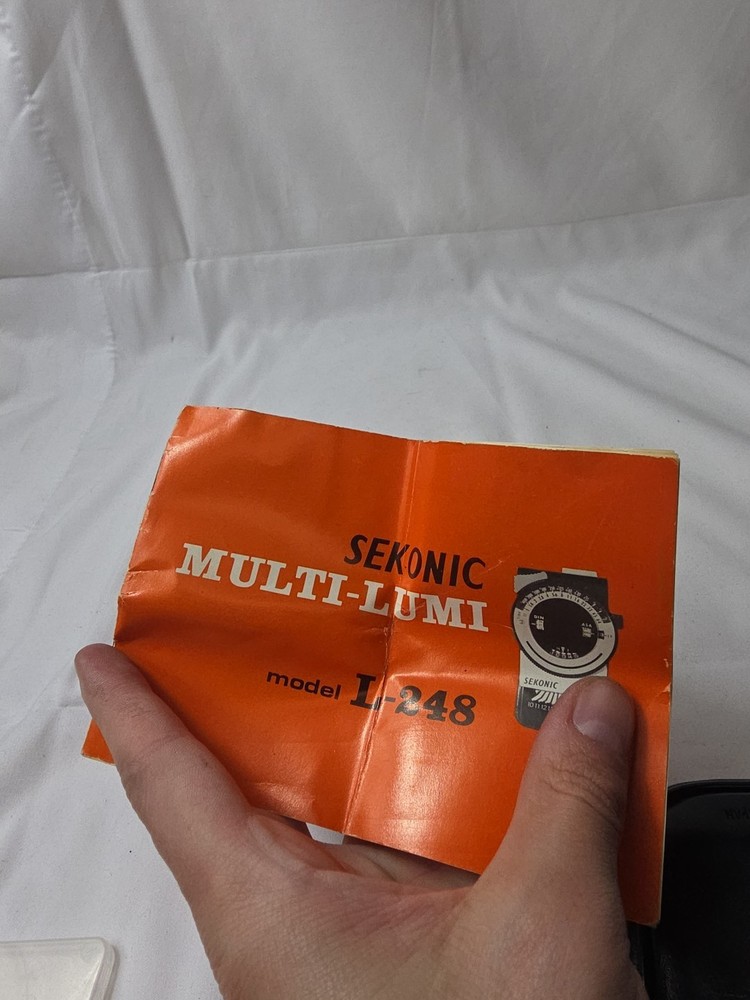 SEKONIC
MULTI-LUMI
model L-248
SEKONIC